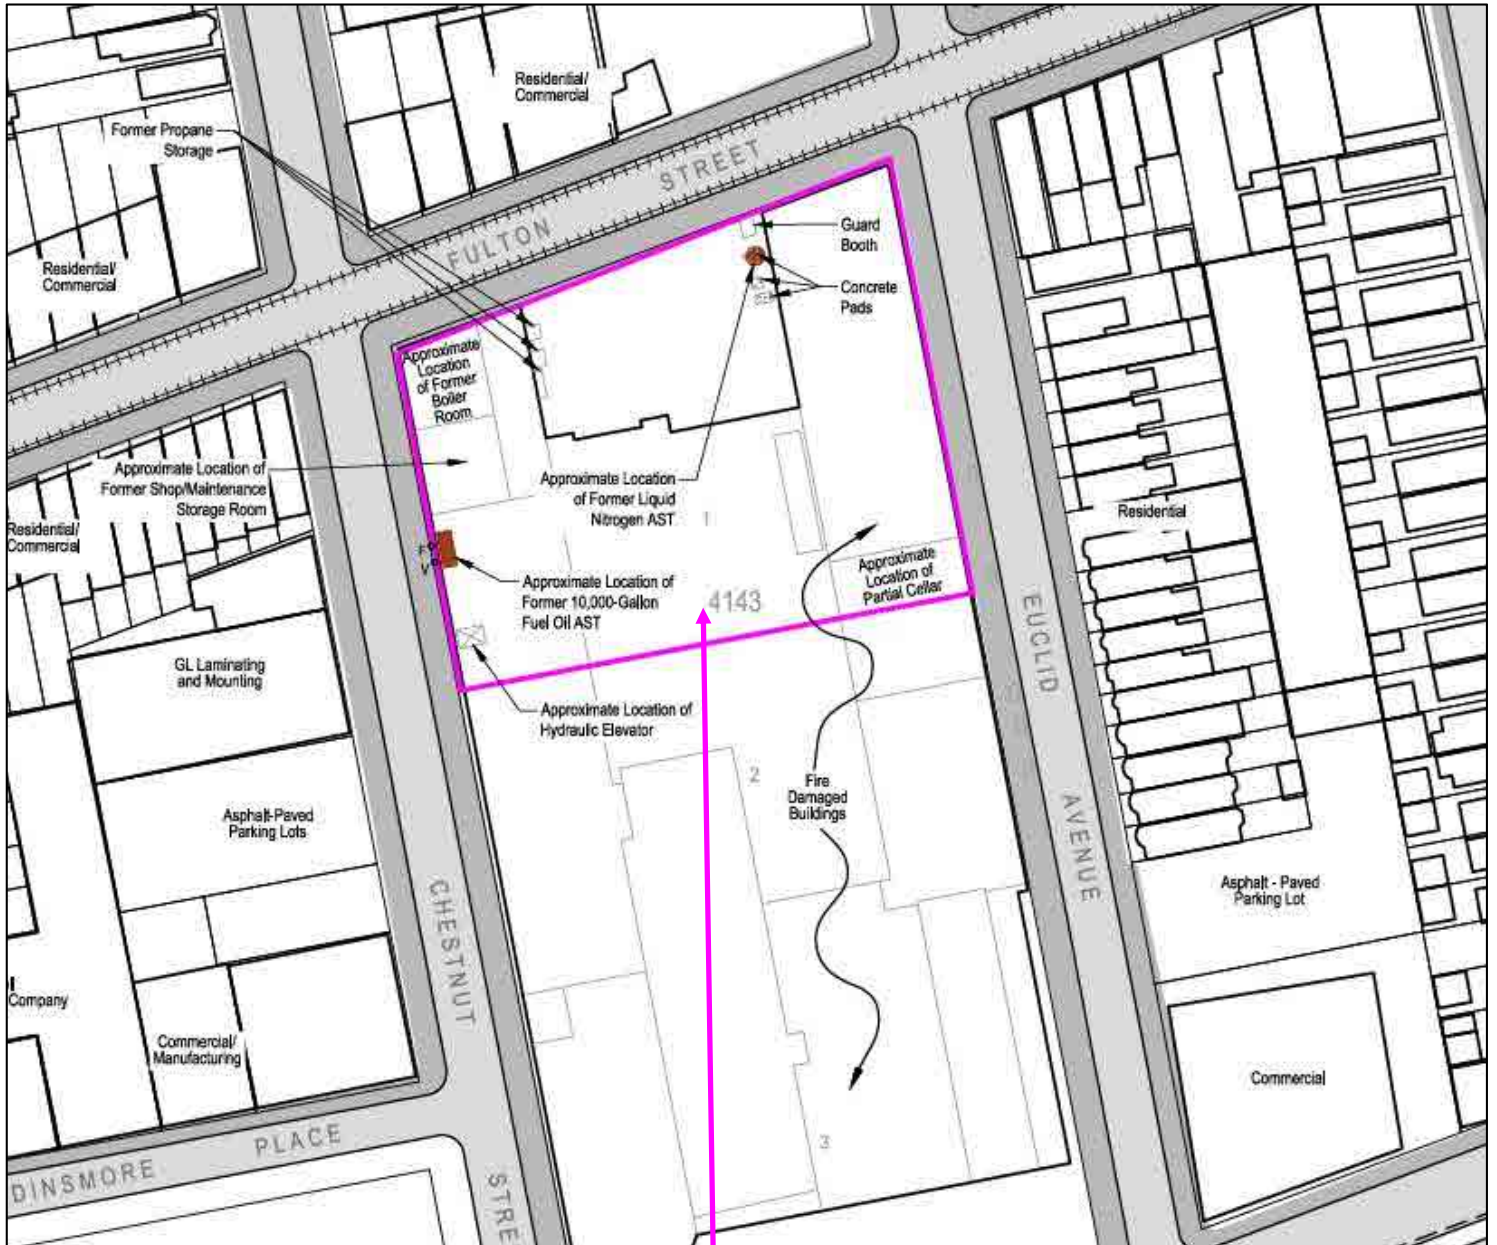 Residential/
Commercial
Former Propane
Storage
FULTON
STREET
Residential/
Commercial
Guard
Booth
Concrete
Pads
Approximate
Location
of Former
Boiler
Room
Approximate Location of
Former Shop/Maintenance
Storage Room
Approximate Location
of Former Liquid
Nitrogen AST
1
Residential
Residential/
Commercial
F
V
Approximate Location of
Former 10,000-Gallon
Fuel Oil AST
4143
Approximate
Location of
Partial Cellar
EUCLID
AVENUE
GL Laminating
and Mounting
Approximate Location of
Hydraulic Elevator
2
Fire
Damaged
Buildings
Asphalt-Paved
Parking Lots
Asphalt - Paved
Parking Lot
CHESTNUT
STRE
Company
Commercial/
Manufacturing
Commercial
3
DINSMORE
PLACE